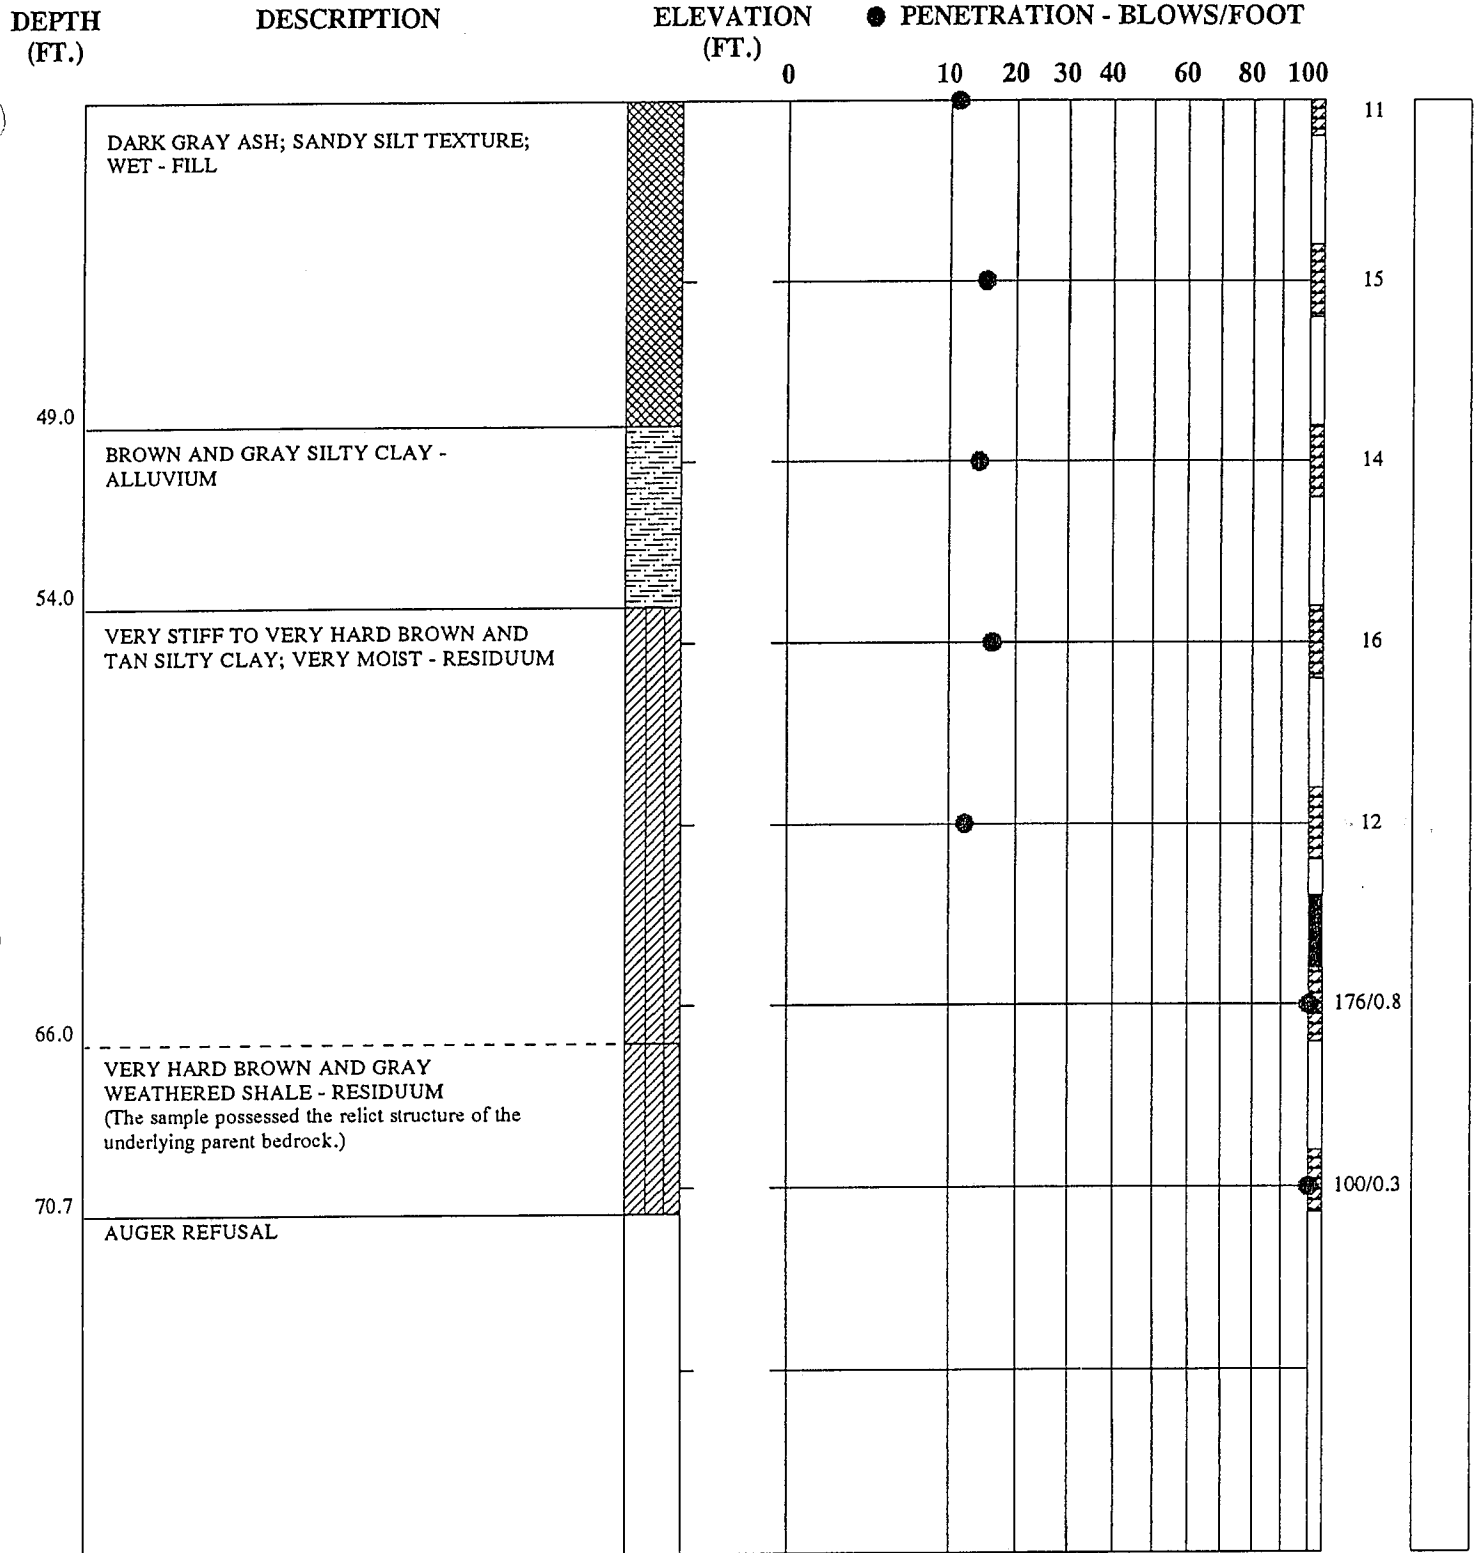 DEPTH (FT.)
DESCRIPTION
ELEVATION (FT.)
● PENETRATION - BLOWS/FOOT
0 10 20 30 40 60 80 100
DARK GRAY ASH; SANDY SILT TEXTURE;
WET - FILL
11
15
49.0
BROWN AND GRAY SILTY CLAY -
ALLUVIUM
14
54.0
VERY STIFF TO VERY HARD BROWN AND
TAN SILTY CLAY; VERY MOIST - RESIDUUM
16
12
176/0.8
66.0
VERY HARD BROWN AND GRAY
WEATHERED SHALE - RESIDUUM
(The sample possessed the relict structure of the
underlying parent bedrock.)
100/0.3
70.7
AUGER REFUSAL